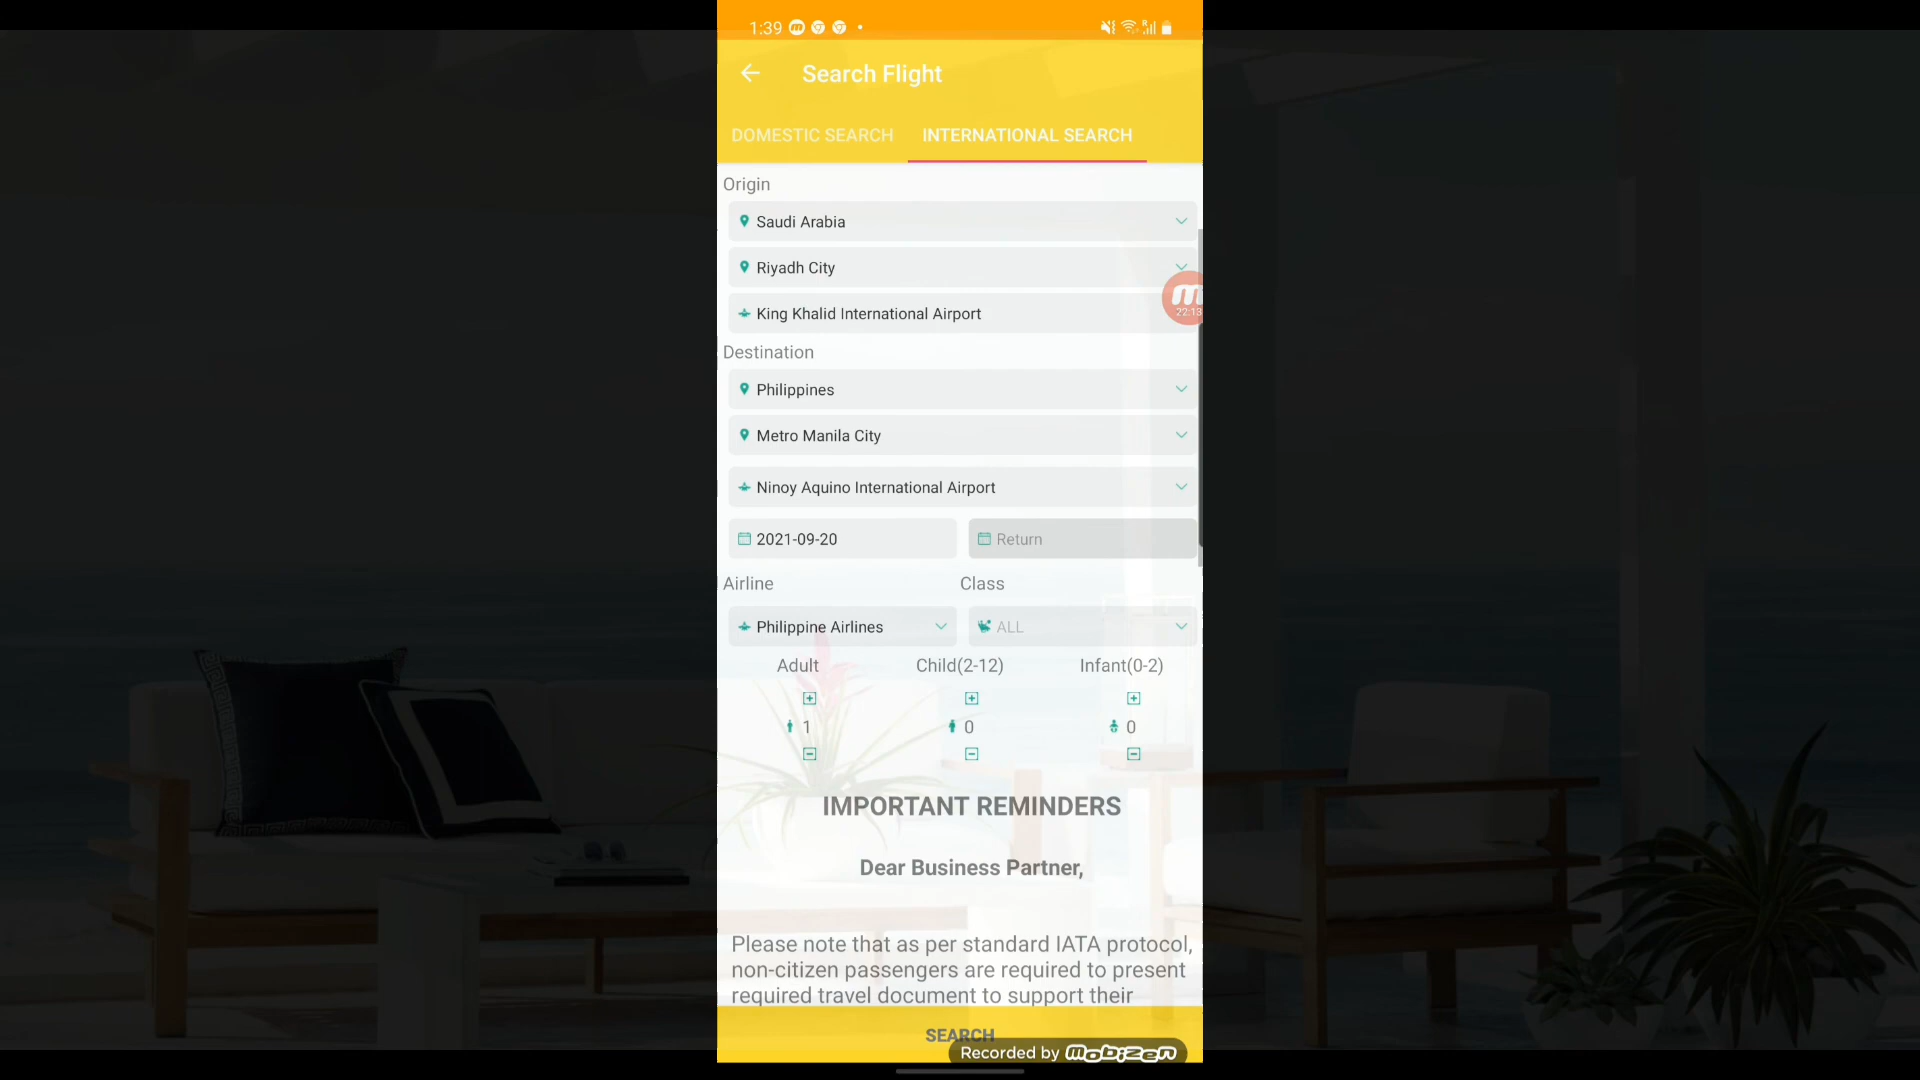 1:39
Search Flight
DOMESTIC SEARCH INTERNATIONAL SEARCH
Origin
Saudi Arabia
Riyadh City
King Khalid International Airport
22:13
Destination
Philippines
Metro Manila City
Ninoy Aquino International Airport
2021-09-20 Return
Airline Class
Philippine Airlines ALL
Adult Child(2-12) Infant(0-2)
1 0 0
IMPORTANT REMINDERS
Dear Business Partner,
Please note that as per standard IATA protocol,
non-citizen passengers are required to present
required travel document to support their
SEARCH
Recorded by mobizen